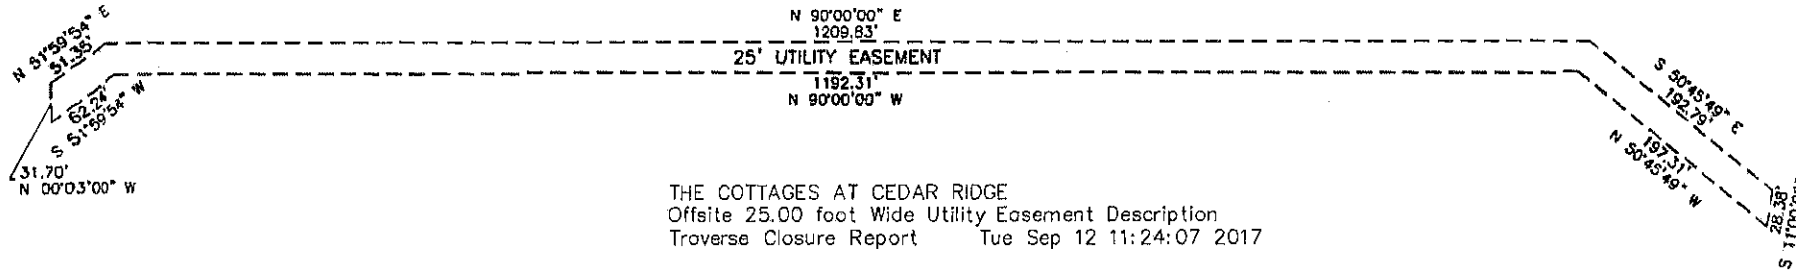 N 90°00'00" E
1209.83'
25' UTILITY EASEMENT
1192.31'
N 90°00'00" W
N 51°59'54" E
51.35'
62.24'
S 51°59'54" W
31.70'
N 00°03'00" W
S 50°45'49" E
192.79'
197.31'
N 50°45'49" W
28.38'
THE COTTAGES AT CEDAR RIDGE
Offsite 25.00 foot Wide Utility Easement Description
Traverse Closure Report Tue Sep 12 11:24:07 2017